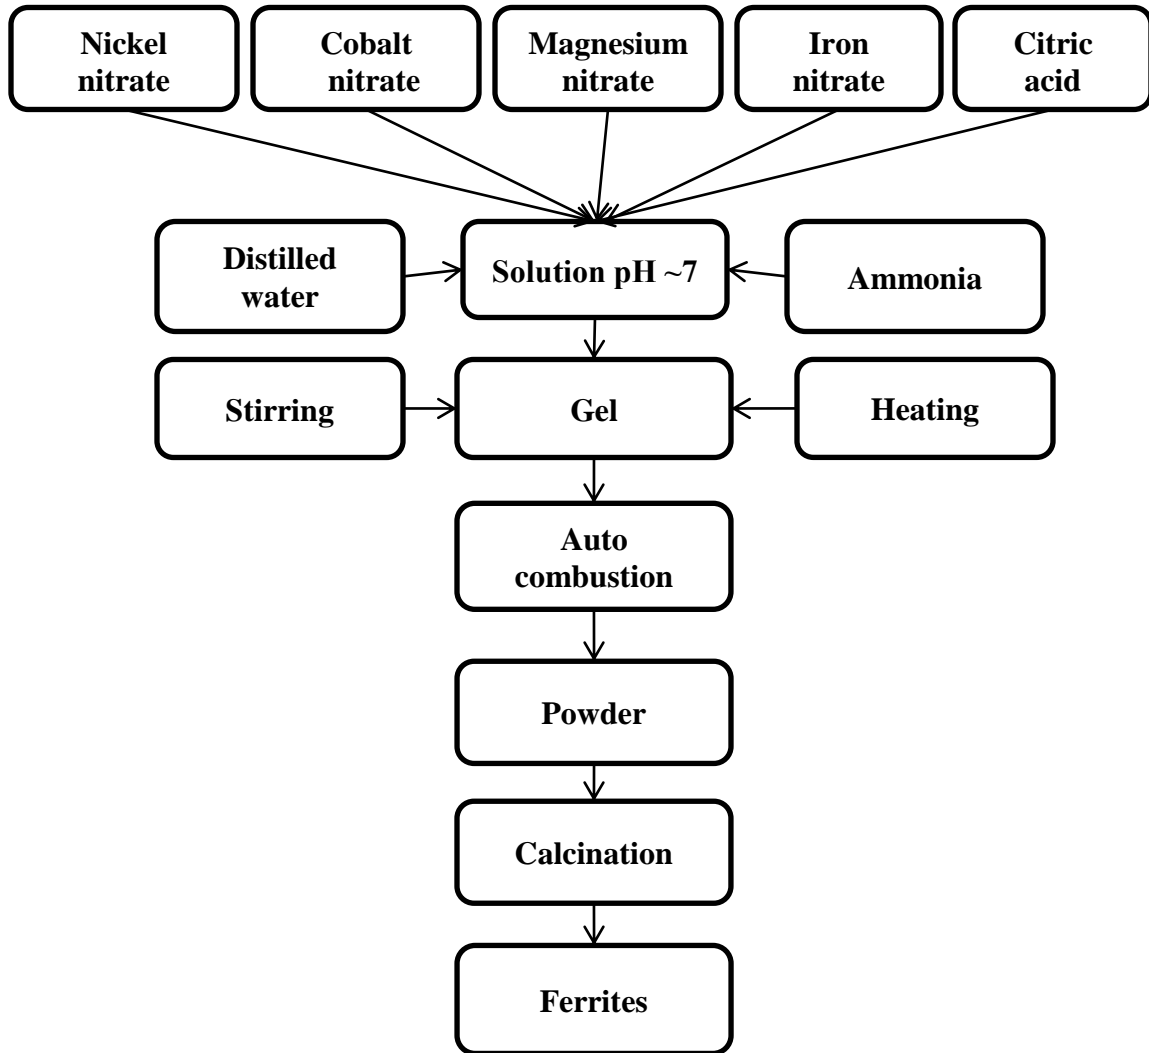 Nickel
nitrate
Cobalt
nitrate
Magnesium
nitrate
Iron
nitrate
Citric
acid
Distilled
water
Solution pH ~7
Ammonia
Stirring
Gel
Heating
Auto
combustion
Powder
Calcination
Ferrites